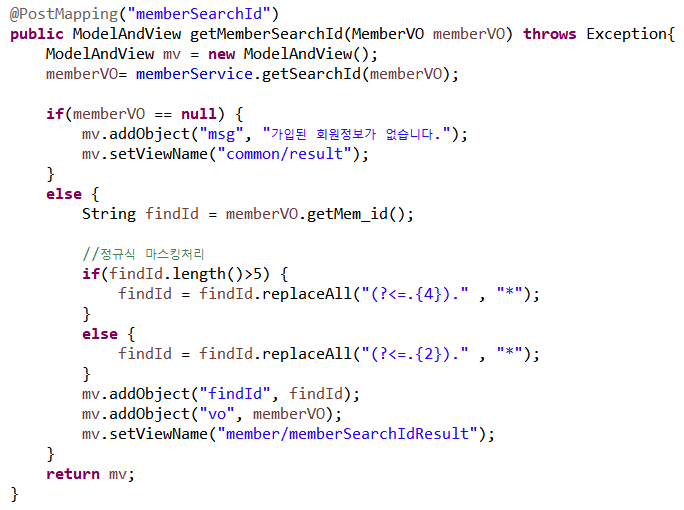 @PostMapping("memberSearchId")
public ModelAndView getMemberSearchId(MemberVO memberVO) throws Exception{
    ModelAndView mv = new ModelAndView();
    memberVO= memberService.getSearchId(memberVO);

    if(memberVO == null) {
        mv.addObject("msg", "가입된 회원정보가 없습니다.");
        mv.setViewName("common/result");
    }
    else {
        String findId = memberVO.getMem_id();

        //정규식 마스킹처리
        if(findId.length()>5) {
            findId = findId.replaceAll("(?<=.{4})." , "*");
        }
        else {
            findId = findId.replaceAll("(?<=.{2})." , "*");
        }
        mv.addObject("findId", findId);
        mv.addObject("vo", memberVO);
        mv.setViewName("member/memberSearchIdResult");
    }
    return mv;
}